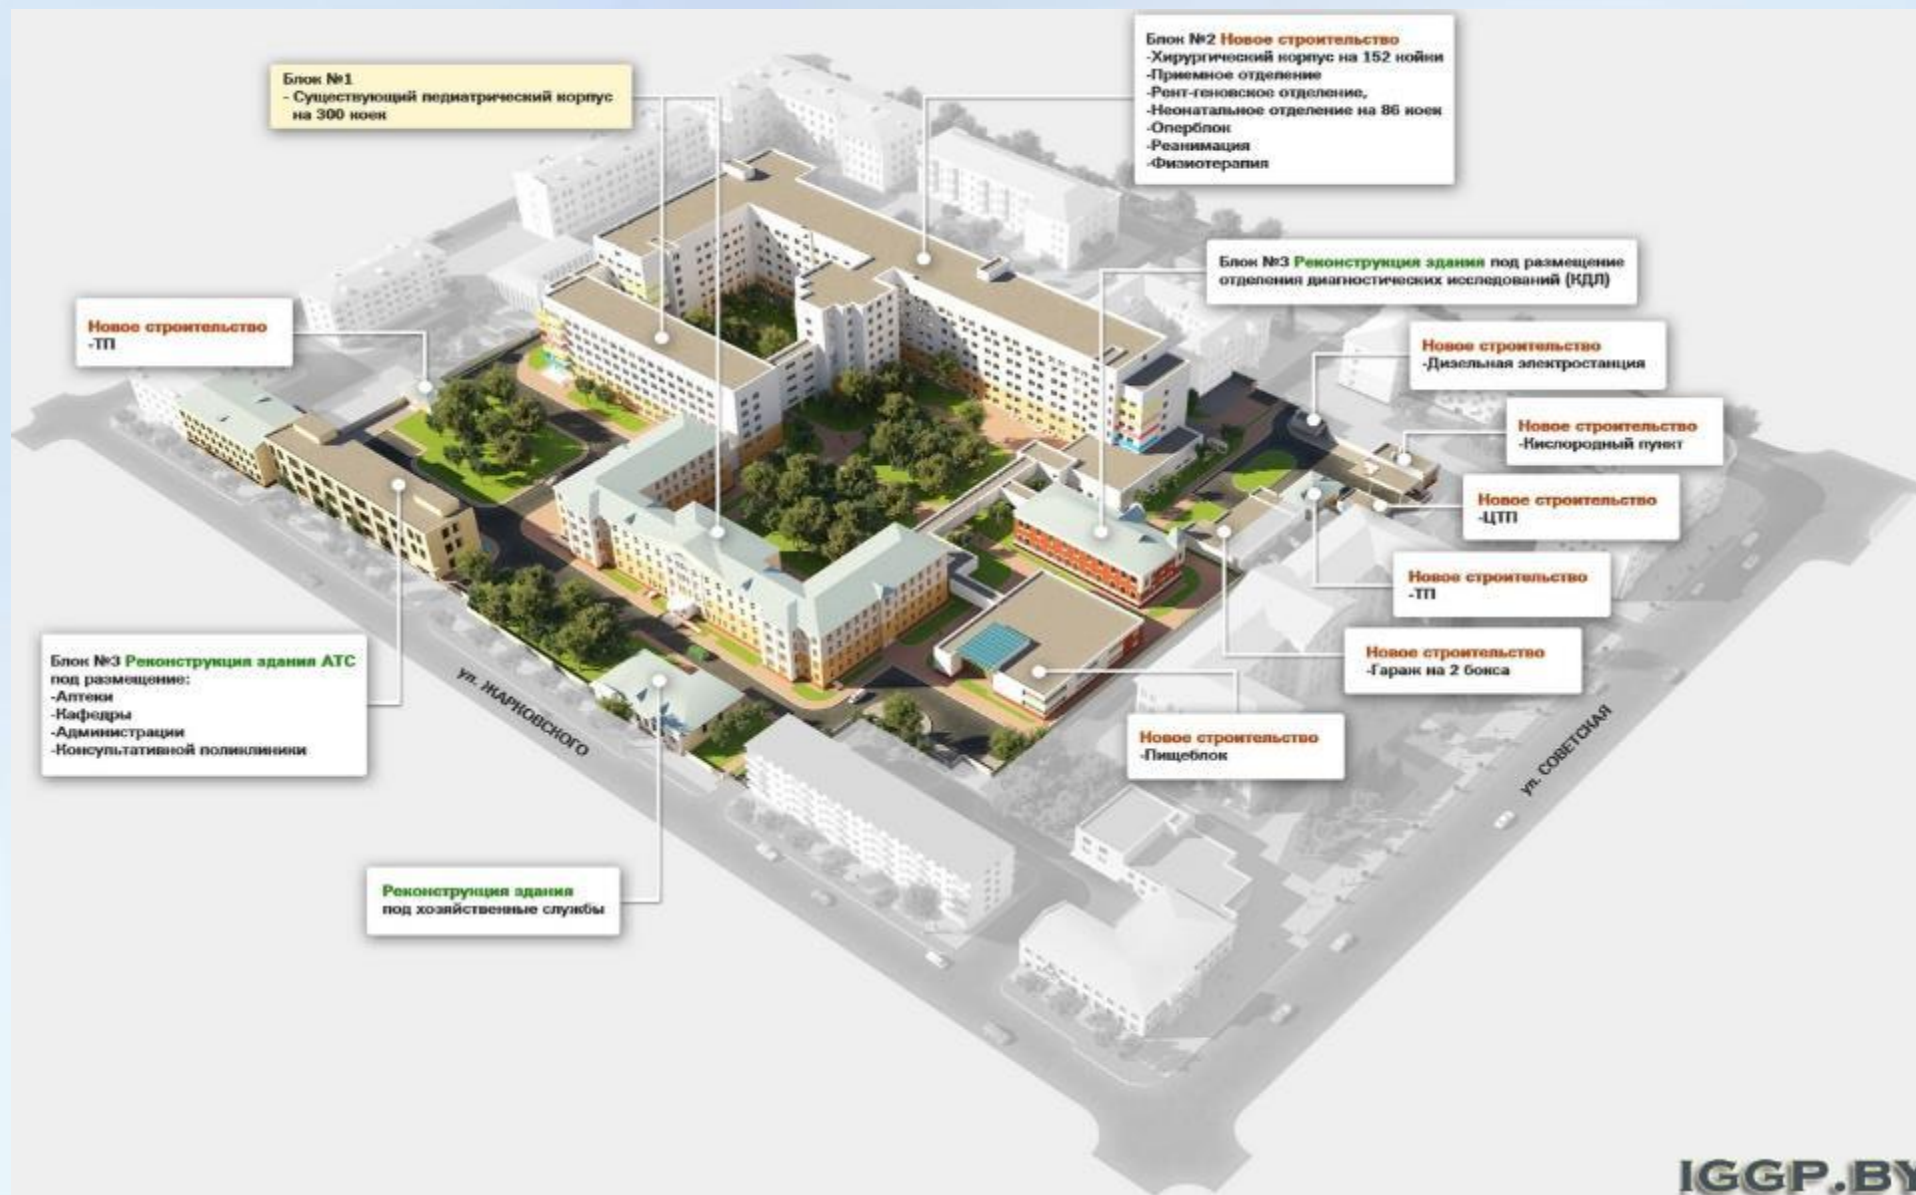 Блок №1
- Существующий педиатрический корпус
на 300 коек
Блок №2 Новое строительство
-Хирургический корпус на 152 койки
-Приемное отделение
-Рент-геновское отделение,
-Неонатальное отделение на 86 коек
-Оперблок
-Реанимация
-Физиотерапия
Блок №3 Реконструкция здания под размещение
отделения диагностических исследований (КДЛ)
Новое строительство
-ТП
Новое строительство
-Дизельная электростанция
Новое строительство
-Кислородный пункт
Новое строительство
-ЦТП
Новое строительство
-ТП
Новое строительство
-Гараж на 2 бокса
Блок №3 Реконструкция здания АТС
под размещение:
-Аптеки
-Кафедры
-Администрации
-Консультативной поликлиники
ул. ЖАРКОВСКОГО
Новое строительство
-Пищеблок
ул. СОВЕТСКАЯ
Реконструкция здания
под хозяйственные службы
IGGP.BY